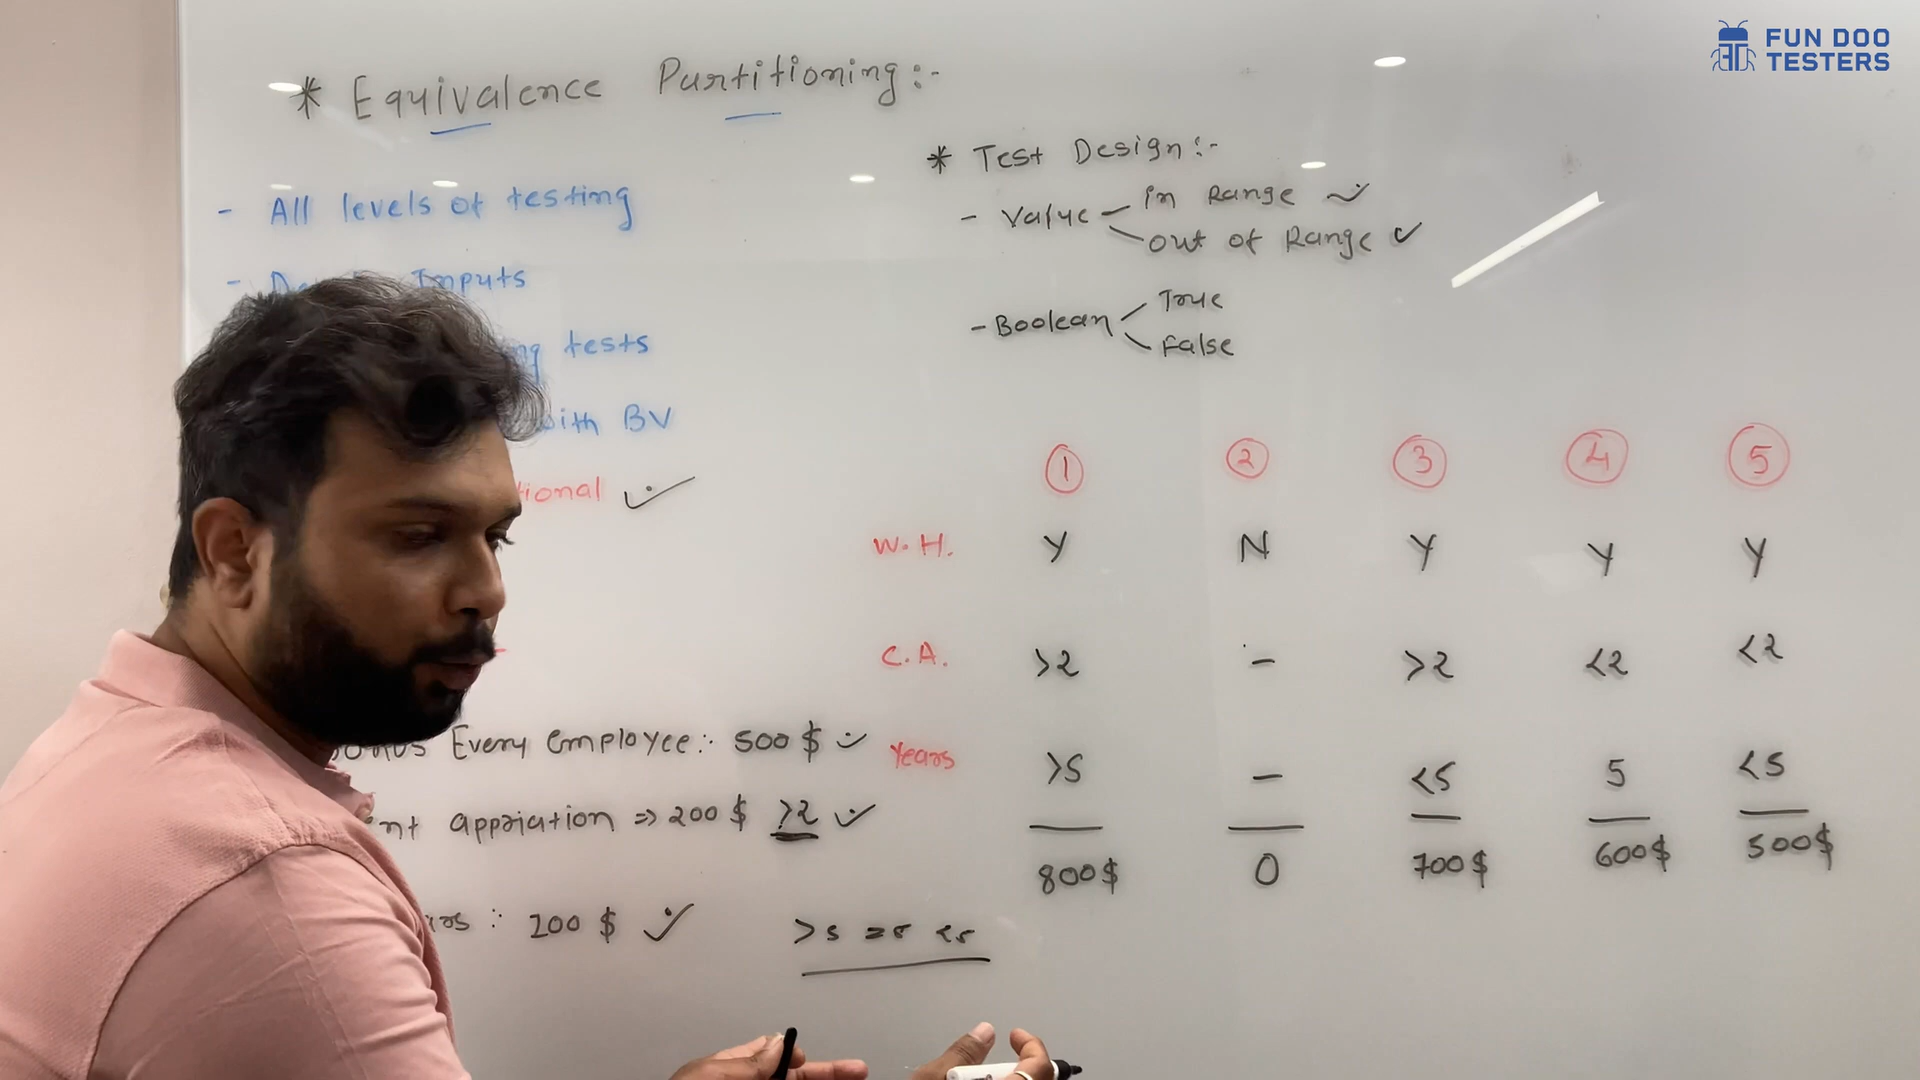 FUN DOO
TESTERS
* Equivalence Partitioning:-
- All levels of testing
- Inputs
tests
with BV
* Test Design:-
- Value
In Range
out of Range
- Boolean
True
False
① ② ③ ④ ⑤
W.H. Y N Y Y Y
C.A. >2 - >2 <2 <2
Years >5 - <5 5 <5
800$ 0 700$ 600$ 500$
Every employee:- 500$
appriation => 200$ >2
: 100$
>5 =5 <5